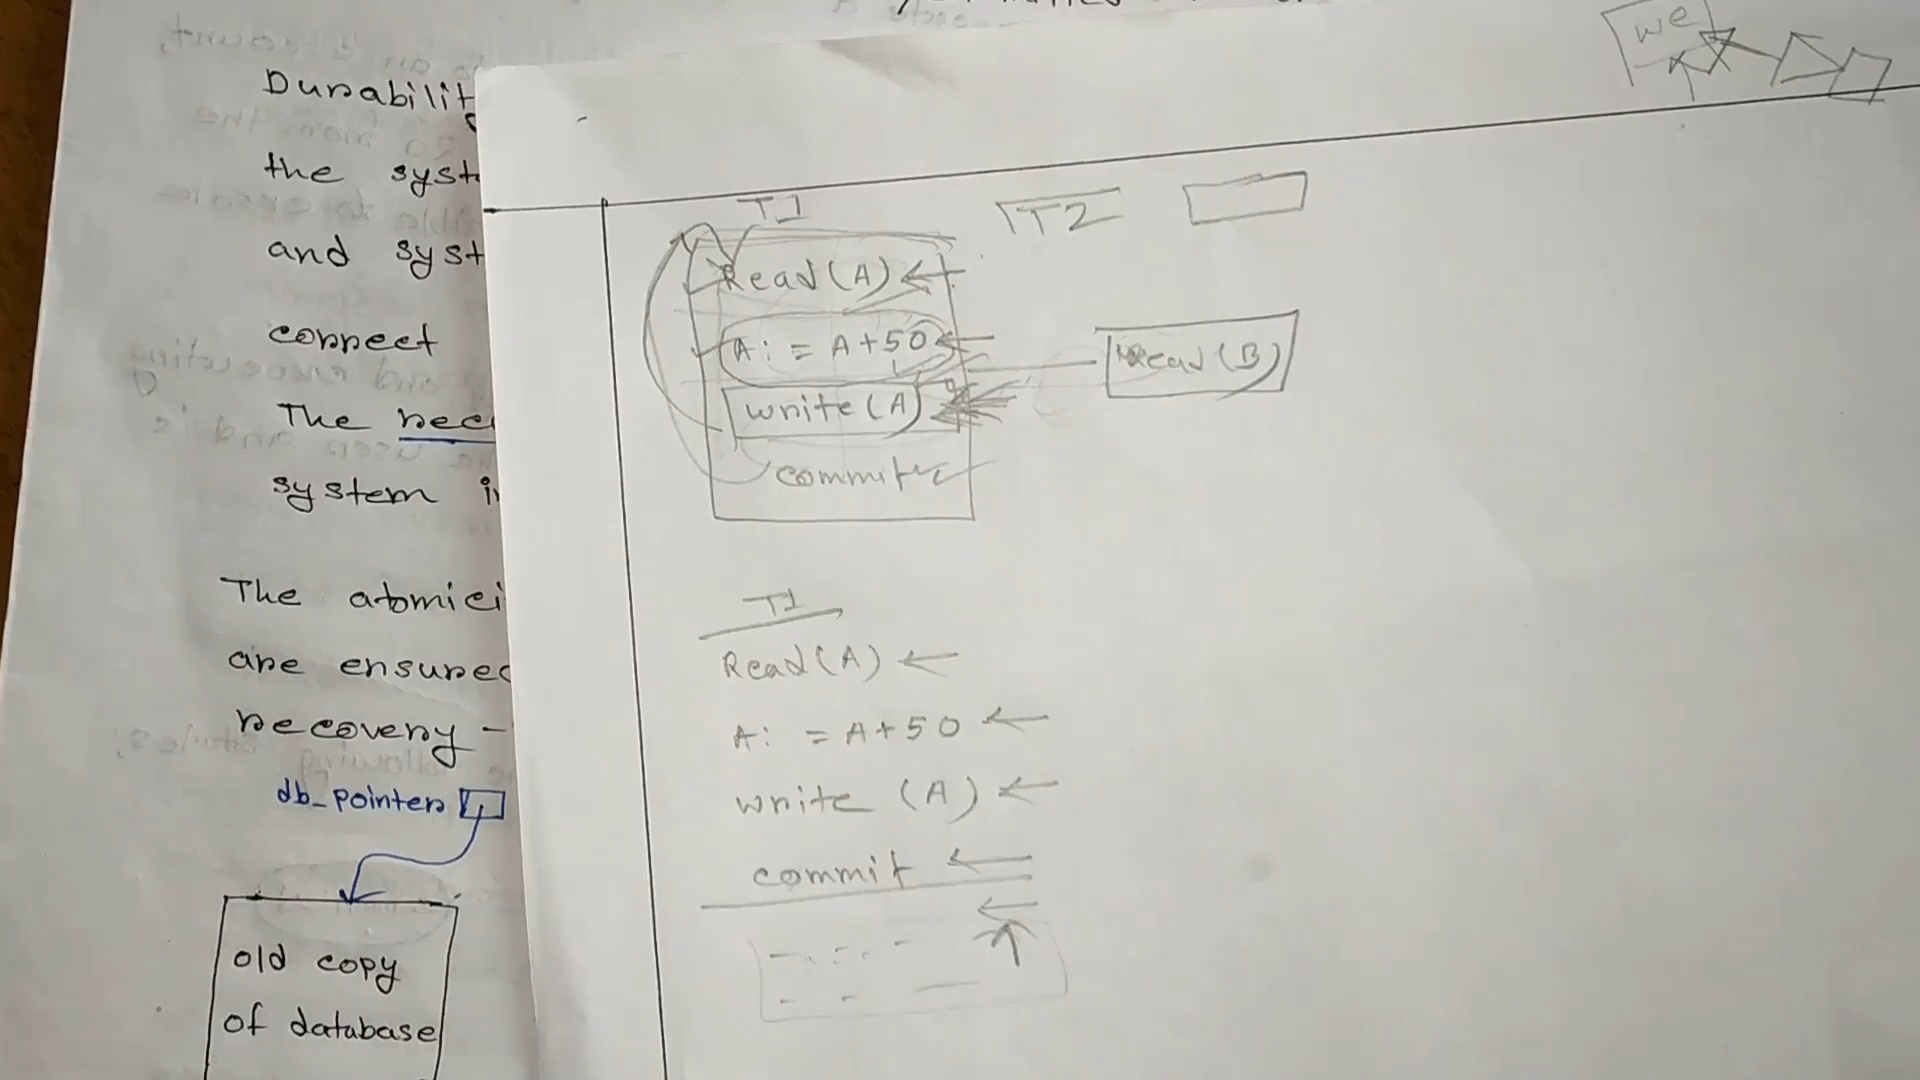 Durability
the syst
and syst
correct
The rec
system i
The atomici
are ensured
recovery -
db_pointer
old copy
of database
we
T1
T2
Read(A)
A: = A+50
Read(B)
write(A)
commit
T1
Read(A)
A: = A+50
write (A)
commit